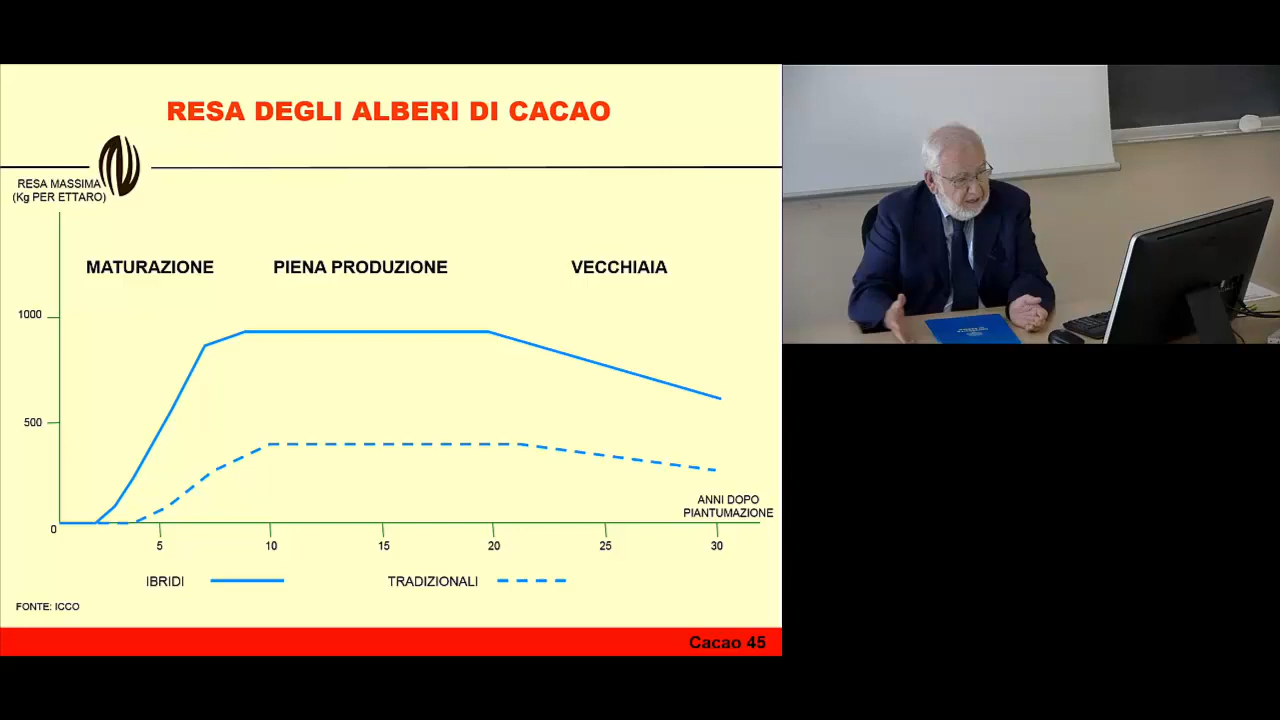 RESA DEGLI ALBERI DI CACAO
RESA MASSIMA
(Kg PER ETTARO)
MATURAZIONE
PIENA PRODUZIONE
VECCHIAIA
1000
500
0
ANNI DOPO
PIANTUMAZIONE
5
10
15
20
25
30
IBRIDI
TRADIZIONALI
FONTE: ICCO
Cacao 45